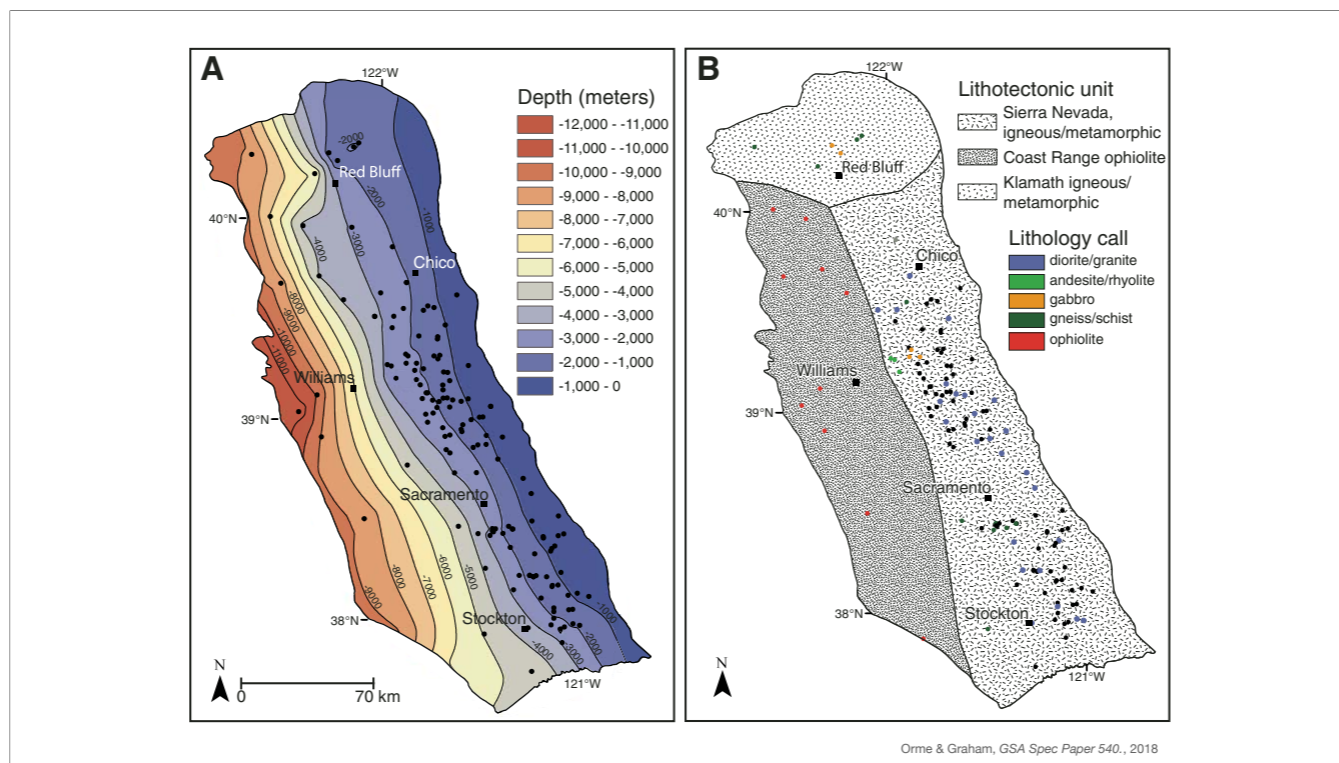 A
122°W
Depth (meters)
-12,000 - -11,000
-11,000 - -10,000
-10,000 - -9,000
-9,000 - -8,000
-8,000 - -7,000
-7,000 - -6,000
-6,000 - -5,000
-5,000 - -4,000
-4,000 - -3,000
-3,000 - -2,000
-2,000 - -1,000
-1,000 - 0
-2000
Red Bluff
-2000
-1000
40°N
-3000
-4000
Chico
-8000
-9000
-10000
-11000
Williams
39°N
Sacramento
-6000
-5000
-8000
-7000
-9000
38°N
Stockton
-1000
-2000
-3000
-4000
121°W
N
0
70 km
B
122°W
Lithotectonic unit
Sierra Nevada,
igneous/metamorphic
Coast Range ophiolite
Klamath igneous/
metamorphic
Lithology call
diorite/granite
andesite/rhyolite
gabbro
gneiss/schist
ophiolite
Red Bluff
40°N
Chico
Williams
39°N
Sacramento
38°N
Stockton
121°W
N
Orme & Graham, GSA Spec Paper 540., 2018